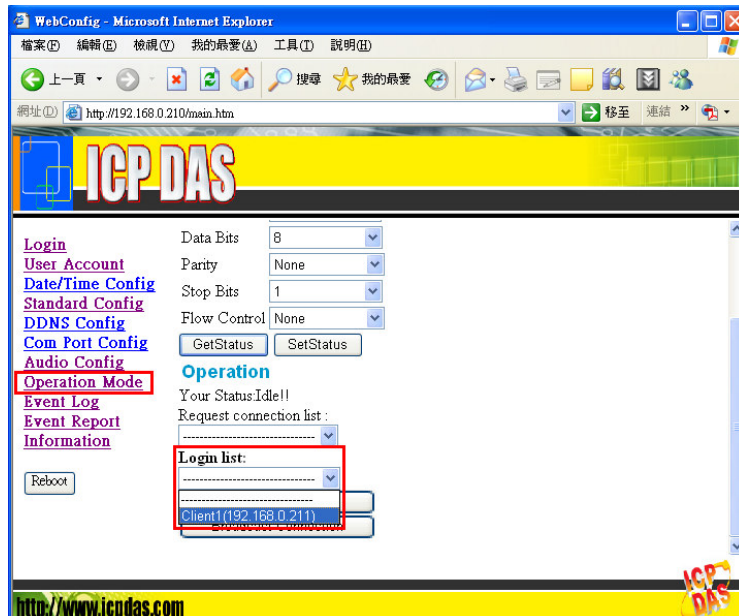 WebConfig - Microsoft Internet Explorer
檔案(F) 編輯(E) 檢視(V) 我的最愛(A) 工具(T) 說明(H)
上一頁 搜尋 我的最愛
網址(D) http://192.168.0.210/main.htm 移至 連結 »
ICP DAS
Login
User Account
Date/Time Config
Standard Config
DDNS Config
Com Port Config
Audio Config
Operation Mode
Event Log
Event Report
Information
Reboot
Data Bits 8
Parity None
Stop Bits 1
Flow Control None
GetStatus SetStatus
Operation
Your Status:Idle!!
Request connection list :
--------------------------------
Login list:
--------------------------------
--------------------------------
Client1(192.168.0.211)
ICP DAS
http://www.icpdas.com